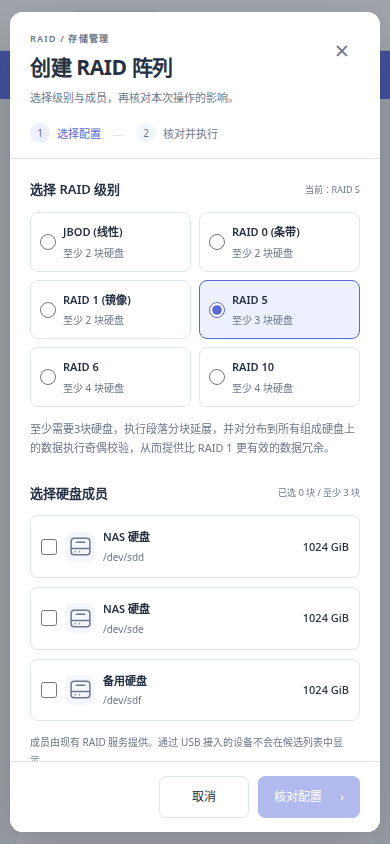 RAID / 存储管理
创建 RAID 阵列
选择级别与成员，再核对本次操作的影响。
1 选择配置 — 2 核对并执行
选择 RAID 级别 当前：RAID 5
JBOD (线性)
至少 2 块硬盘
RAID 0 (条带)
至少 2 块硬盘
RAID 1 (镜像)
至少 2 块硬盘
RAID 5
至少 3 块硬盘
RAID 6
至少 4 块硬盘
RAID 10
至少 4 块硬盘
至少需要3块硬盘，执行段落分块延展，并对分布到所有组成硬盘上
的数据执行奇偶校验，从而提供比 RAID 1 更有效的数据冗余。
选择硬盘成员 已选 0 块 / 至少 3 块
NAS 硬盘
/dev/sdd
1024 GiB
NAS 硬盘
/dev/sde
1024 GiB
备用硬盘
/dev/sdf
1024 GiB
成员由现有 RAID 服务提供。通过 USB 接入的设备不会在候选列表中显
示
取消
核对配置 ›